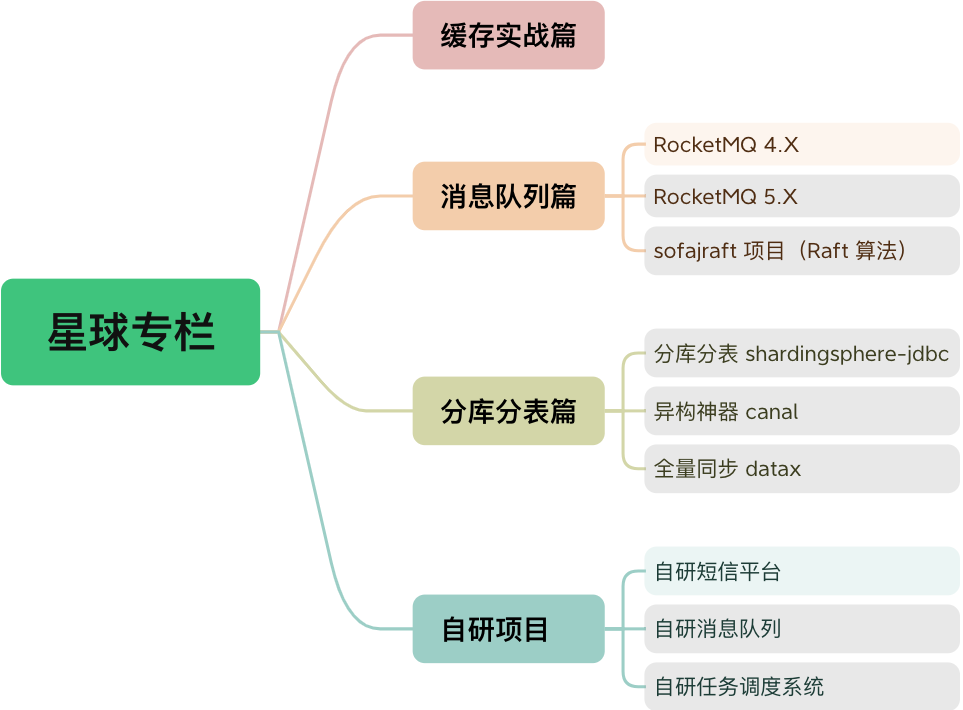 星球专栏
缓存实战篇
消息队列篇
RocketMQ 4.X
RocketMQ 5.X
sofajraft 项目（Raft 算法）
分库分表篇
分库分表 shardingsphere-jdbc
异构神器 canal
全量同步 datax
自研项目
自研短信平台
自研消息队列
自研任务调度系统